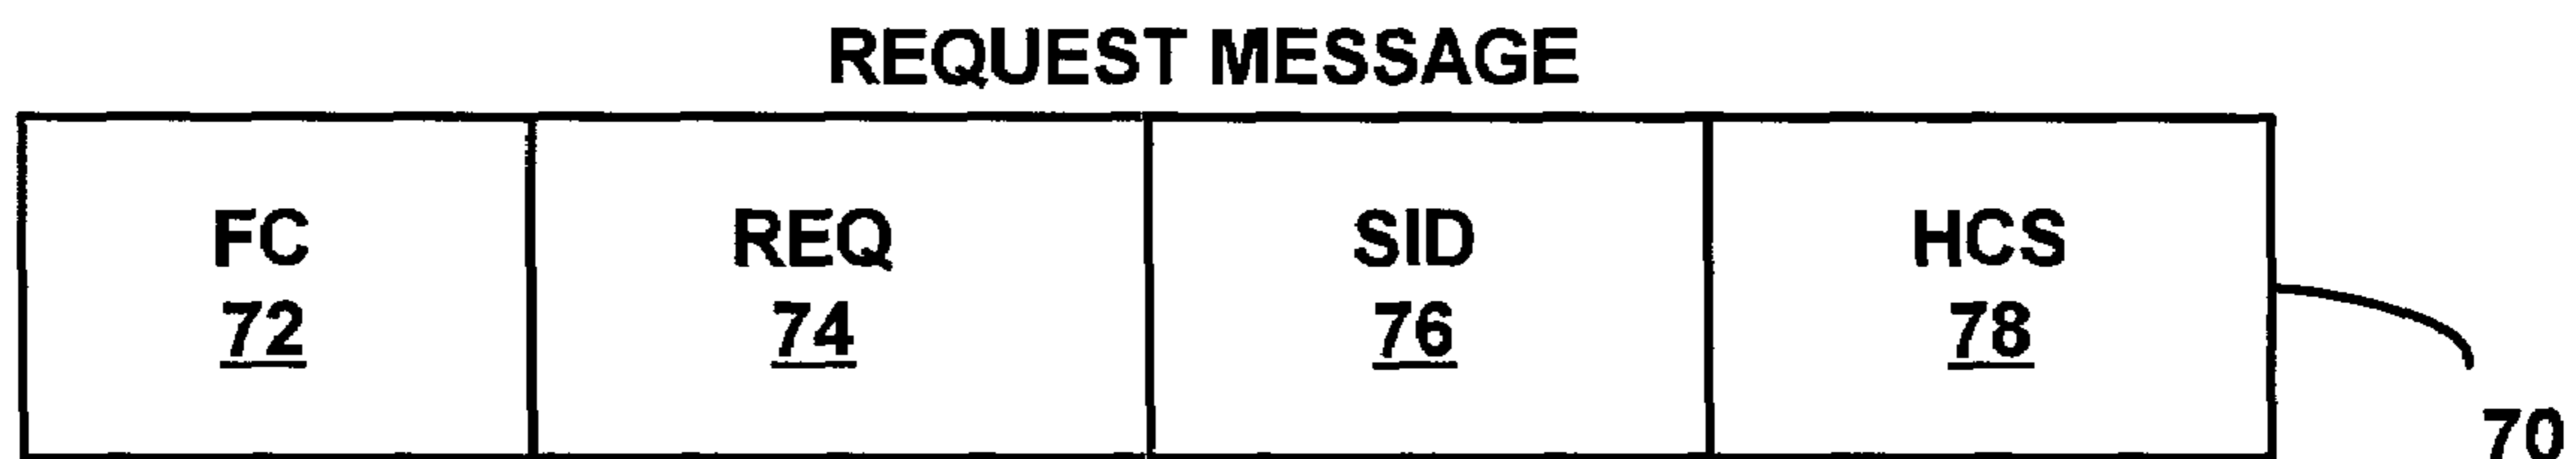 REQUEST MESSAGE
FC REQ SID HCS
72 74 76 78
70